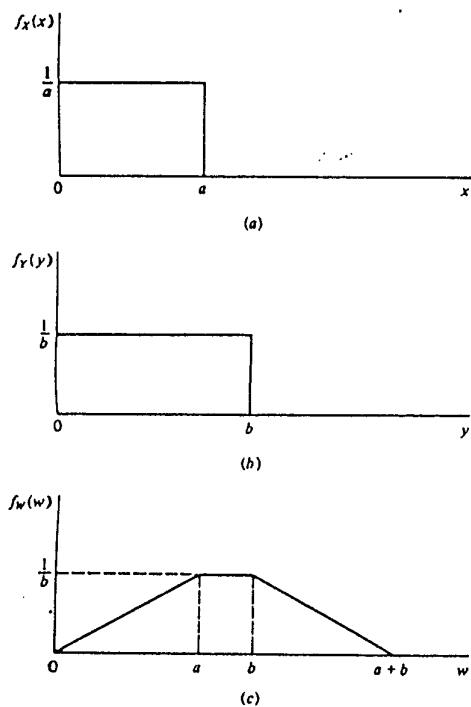 f_X(x)
1/a
0 a x
(a)
f_Y(y)
1/b
0 b y
(b)
f_W(w)
1/b
0 a b a + b w
(c)